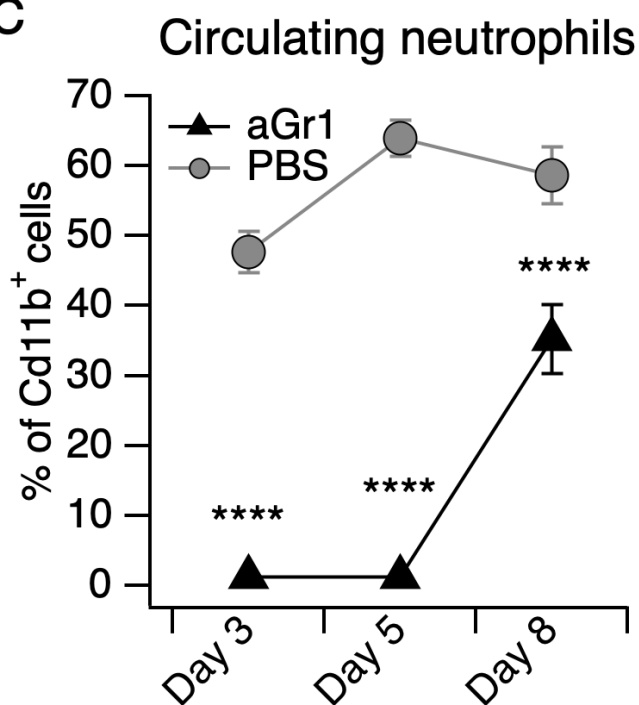 C
Circulating neutrophils
% of Cd11b⁺ cells
70
60
50
40
30
20
10
0
aGr1
PBS
****
****
****
Day 3
Day 5
Day 8